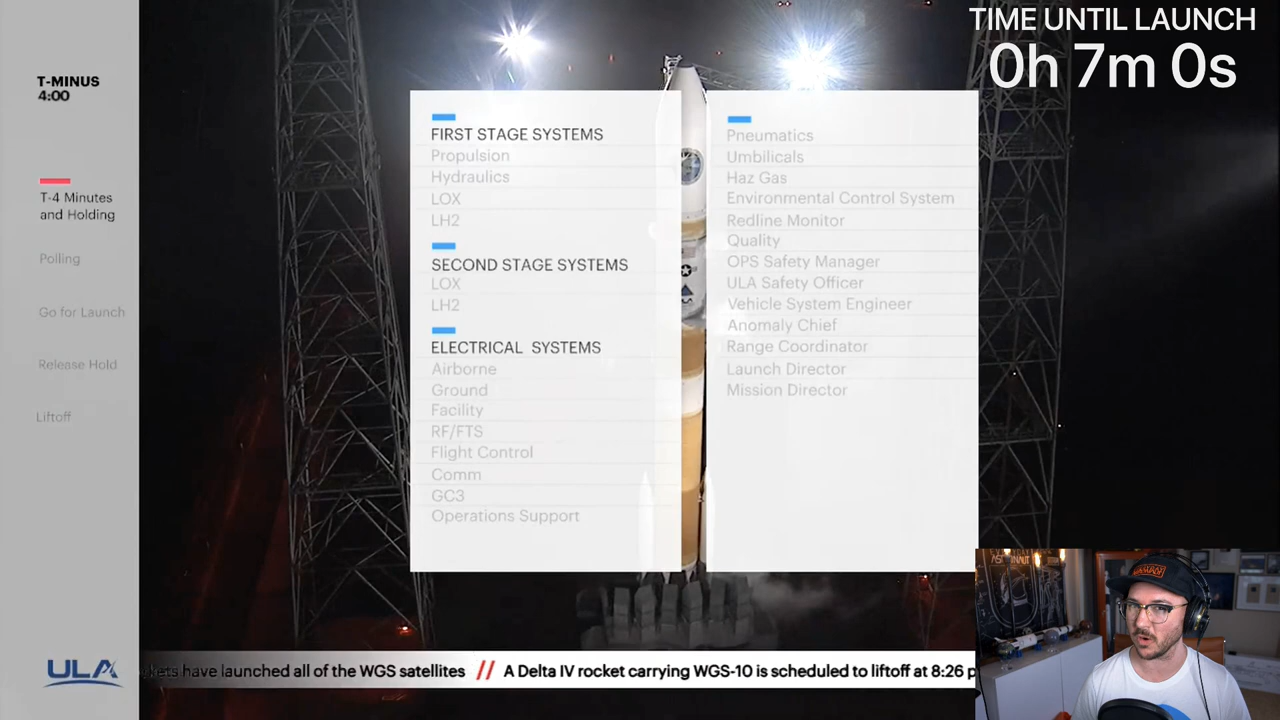 T-MINUS
4:00
T-4 Minutes
and Holding
Polling
Go for Launch
Release Hold
Liftoff
ULA
FIRST STAGE SYSTEMS
Propulsion
Hydraulics
LOX
LH2
SECOND STAGE SYSTEMS
LOX
LH2
ELECTRICAL SYSTEMS
Airborne
Ground
Facility
RF/FTS
Flight Control
Comm
GC3
Operations Support
Pneumatics
Umbilicals
Haz Gas
Environmental Control System
Redline Monitor
Quality
OPS Safety Manager
ULA Safety Officer
Vehicle System Engineer
Anomaly Chief
Range Coordinator
Launch Director
Mission Director
TIME UNTIL LAUNCH
0h 7m 0s
have launched all of the WGS satellites // A Delta IV rocket carrying WGS-10 is scheduled to liftoff at 8:26 p